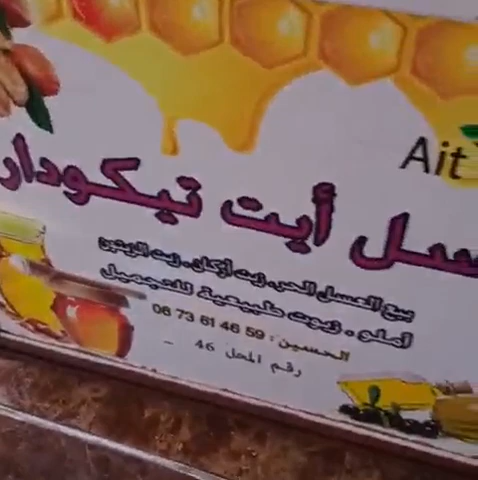 Ait
سل أيت تيكودار
بيع العسل الحر. زيت أركان. زيت الزيتون
أملو . زيوت طبيعية للتجميل
الحسين : 06 73 61 46 59
رقم المحل 46 -